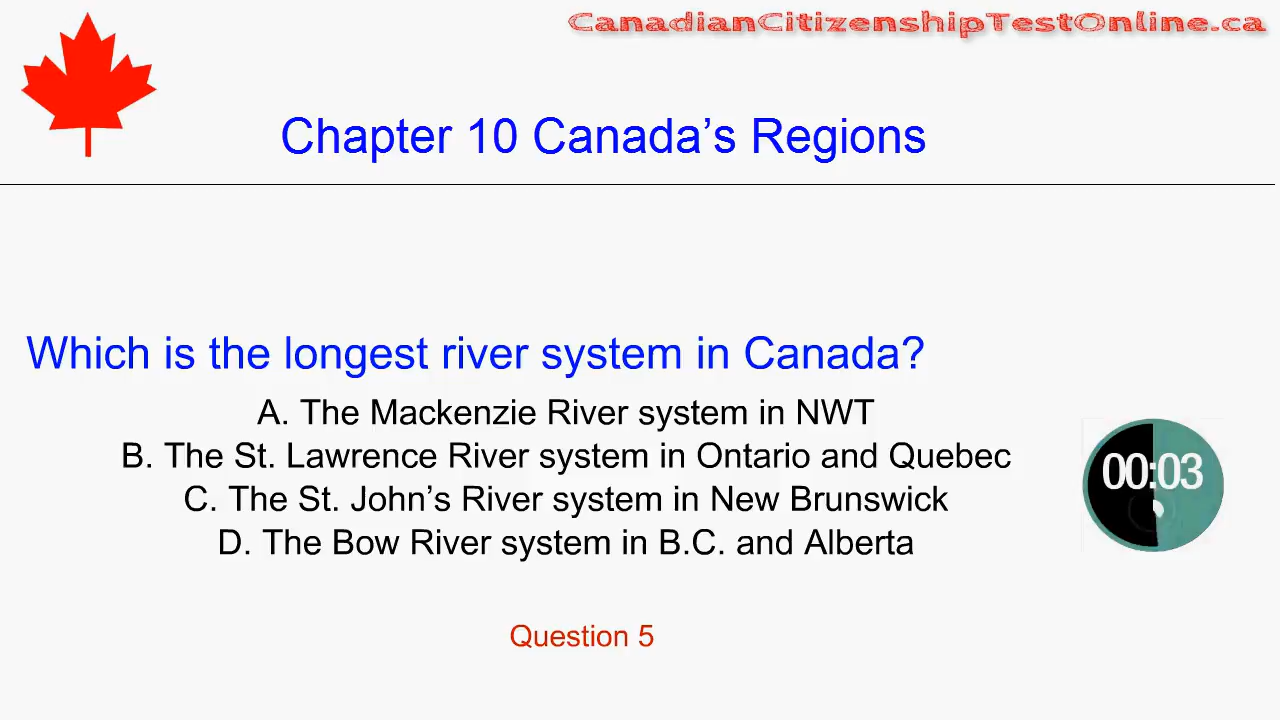 CanadianCitizenshipTestOnline.ca
Chapter 10 Canada’s Regions
Which is the longest river system in Canada?
A. The Mackenzie River system in NWT
B. The St. Lawrence River system in Ontario and Quebec
C. The St. John’s River system in New Brunswick
D. The Bow River system in B.C. and Alberta
00:03
Question 5